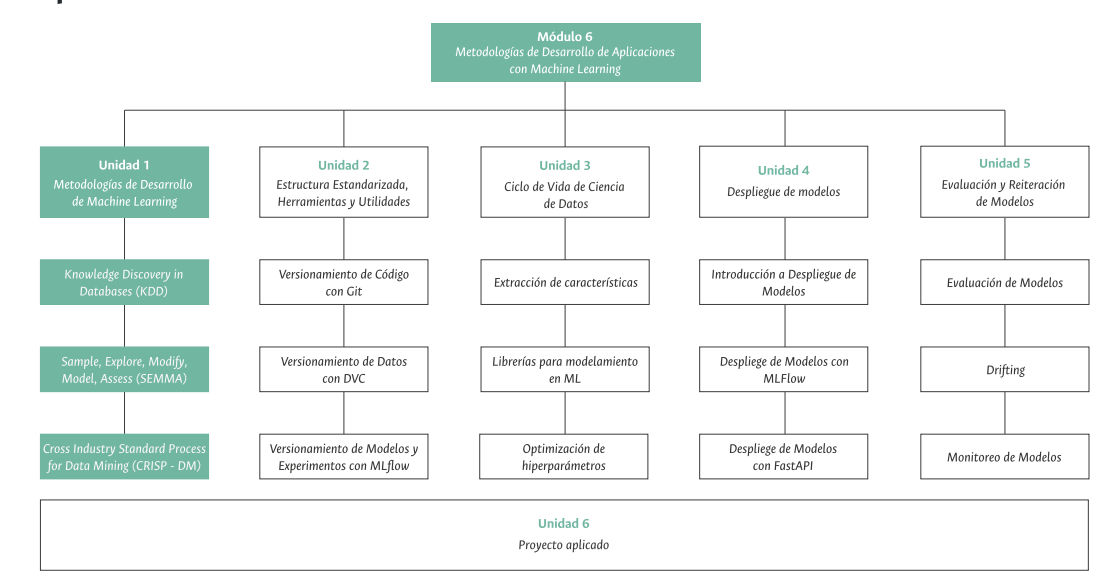 Módulo 6
Metodologías de Desarrollo de Aplicaciones
con Machine Learning
Unidad 1
Metodologías de Desarrollo
de Machine Learning
Knowledge Discovery in
Databases (KDD)
Sample, Explore, Modify,
Model, Assess (SEMMA)
Cross Industry Standard Process
for Data Mining (CRISP - DM)
Unidad 2
Estructura Estandarizada,
Herramientas y Utilidades
Versionamiento de Código
con Git
Versionamiento de Datos
con DVC
Versionamiento de Modelos y
Experimentos con MLflow
Unidad 3
Ciclo de Vida de Ciencia
de Datos
Extracción de características
Librerías para modelamiento
en ML
Optimización de
hiperparámetros
Unidad 4
Despliegue de modelos
Introducción a Despliegue de
Modelos
Despliege de Modelos con
MLFlow
Despliege de Modelos
con FastAPI
Unidad 5
Evaluación y Reiteración
de Modelos
Evaluación de Modelos
Drifting
Monitoreo de Modelos
Unidad 6
Proyecto aplicado